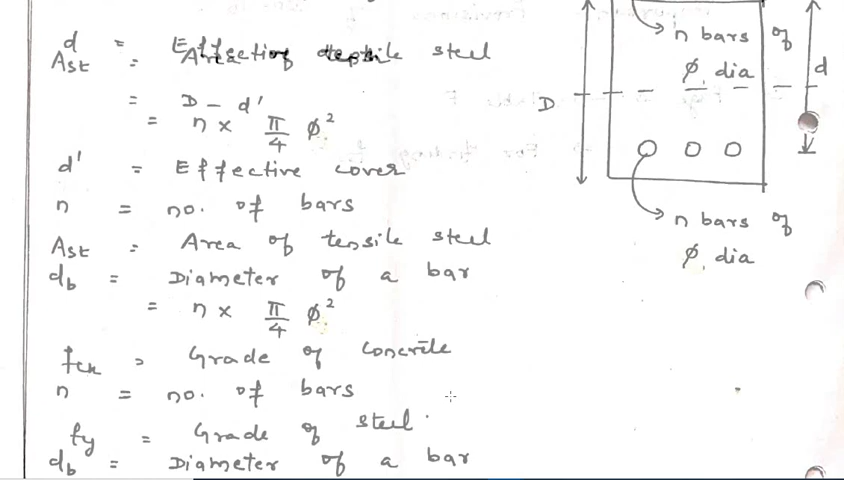 d = Effective depth
Ast = Area of tensile steel
= D - d'
= n x π/4 ϕ²
d' = Effective cover
n = no. of bars
Ast = Area of tensile steel
db = Diameter of a bar
= n x π/4 ϕ²
fck = Grade of concrete
n = no. of bars
fy = Grade of steel.
db = Diameter of a bar
n bars of
ϕ, dia
D
d
n bars of
ϕ, dia